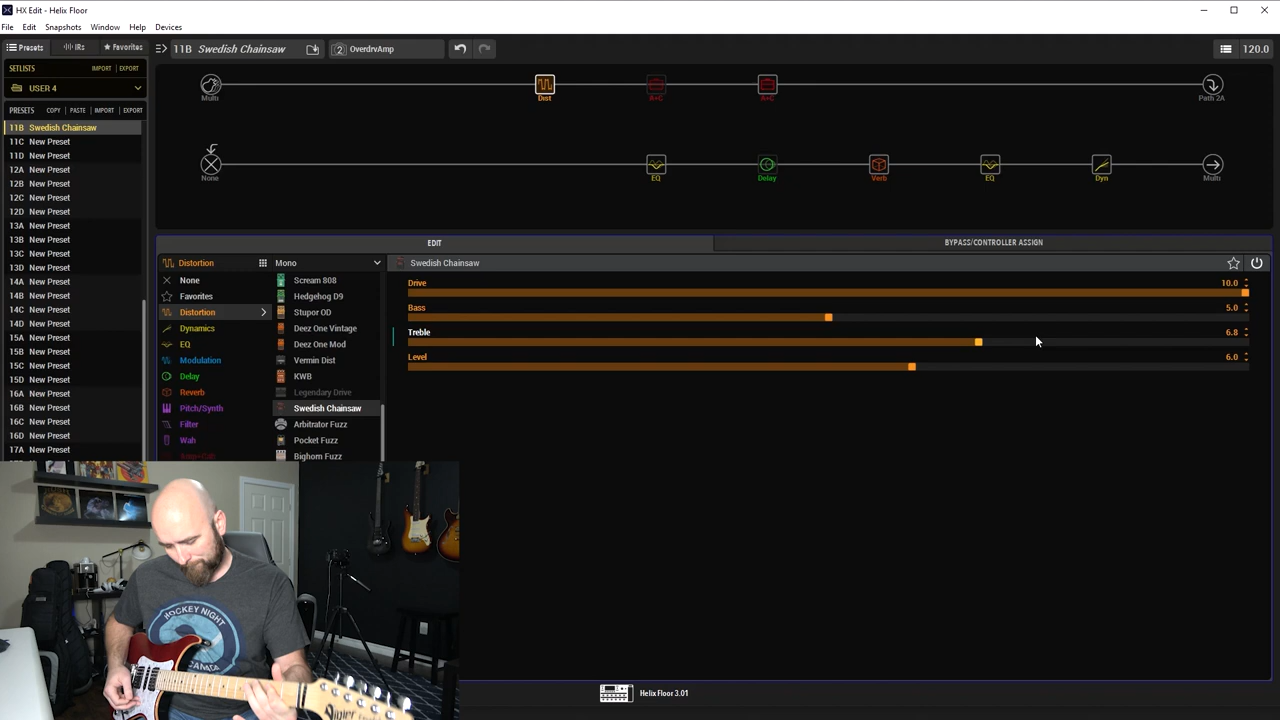 HX Edit - Helix Floor
File Edit Snapshots Window Help Devices
Presets IRs Favorites
11B Swedish Chainsaw
2 OverdrvAmp
120.0
SETLISTS IMPORT EXPORT
USER 4
PRESETS COPY PASTE IMPORT EXPORT
11B Swedish Chainsaw
11C New Preset
11D New Preset
12A New Preset
12B New Preset
12C New Preset
12D New Preset
13A New Preset
13B New Preset
13C New Preset
13D New Preset
14A New Preset
14B New Preset
14C New Preset
14D New Preset
15A New Preset
15B New Preset
15C New Preset
15D New Preset
16A New Preset
16B New Preset
16C New Preset
16D New Preset
17A New Preset
Multi Dist A+C A+C Path 2A
None EQ Delay Verb EQ Dyn Multi
EDIT BYPASS/CONTROLLER ASSIGN
Distortion Mono Swedish Chainsaw
None
Favorites
Distortion
Dynamics
EQ
Modulation
Delay
Reverb
Pitch/Synth
Filter
Wah
Amp+Cab
Scream 808
Hedgehog D9
Stupor OD
Deez One Vintage
Deez One Mod
Vermin Dist
KWB
Legendary Drive
Swedish Chainsaw
Arbitrator Fuzz
Pocket Fuzz
Bighorn Fuzz
Drive 10.0
Bass 5.0
Treble 6.8
Level 6.0
HOCKEY NIGHT
Helix Floor 3.01